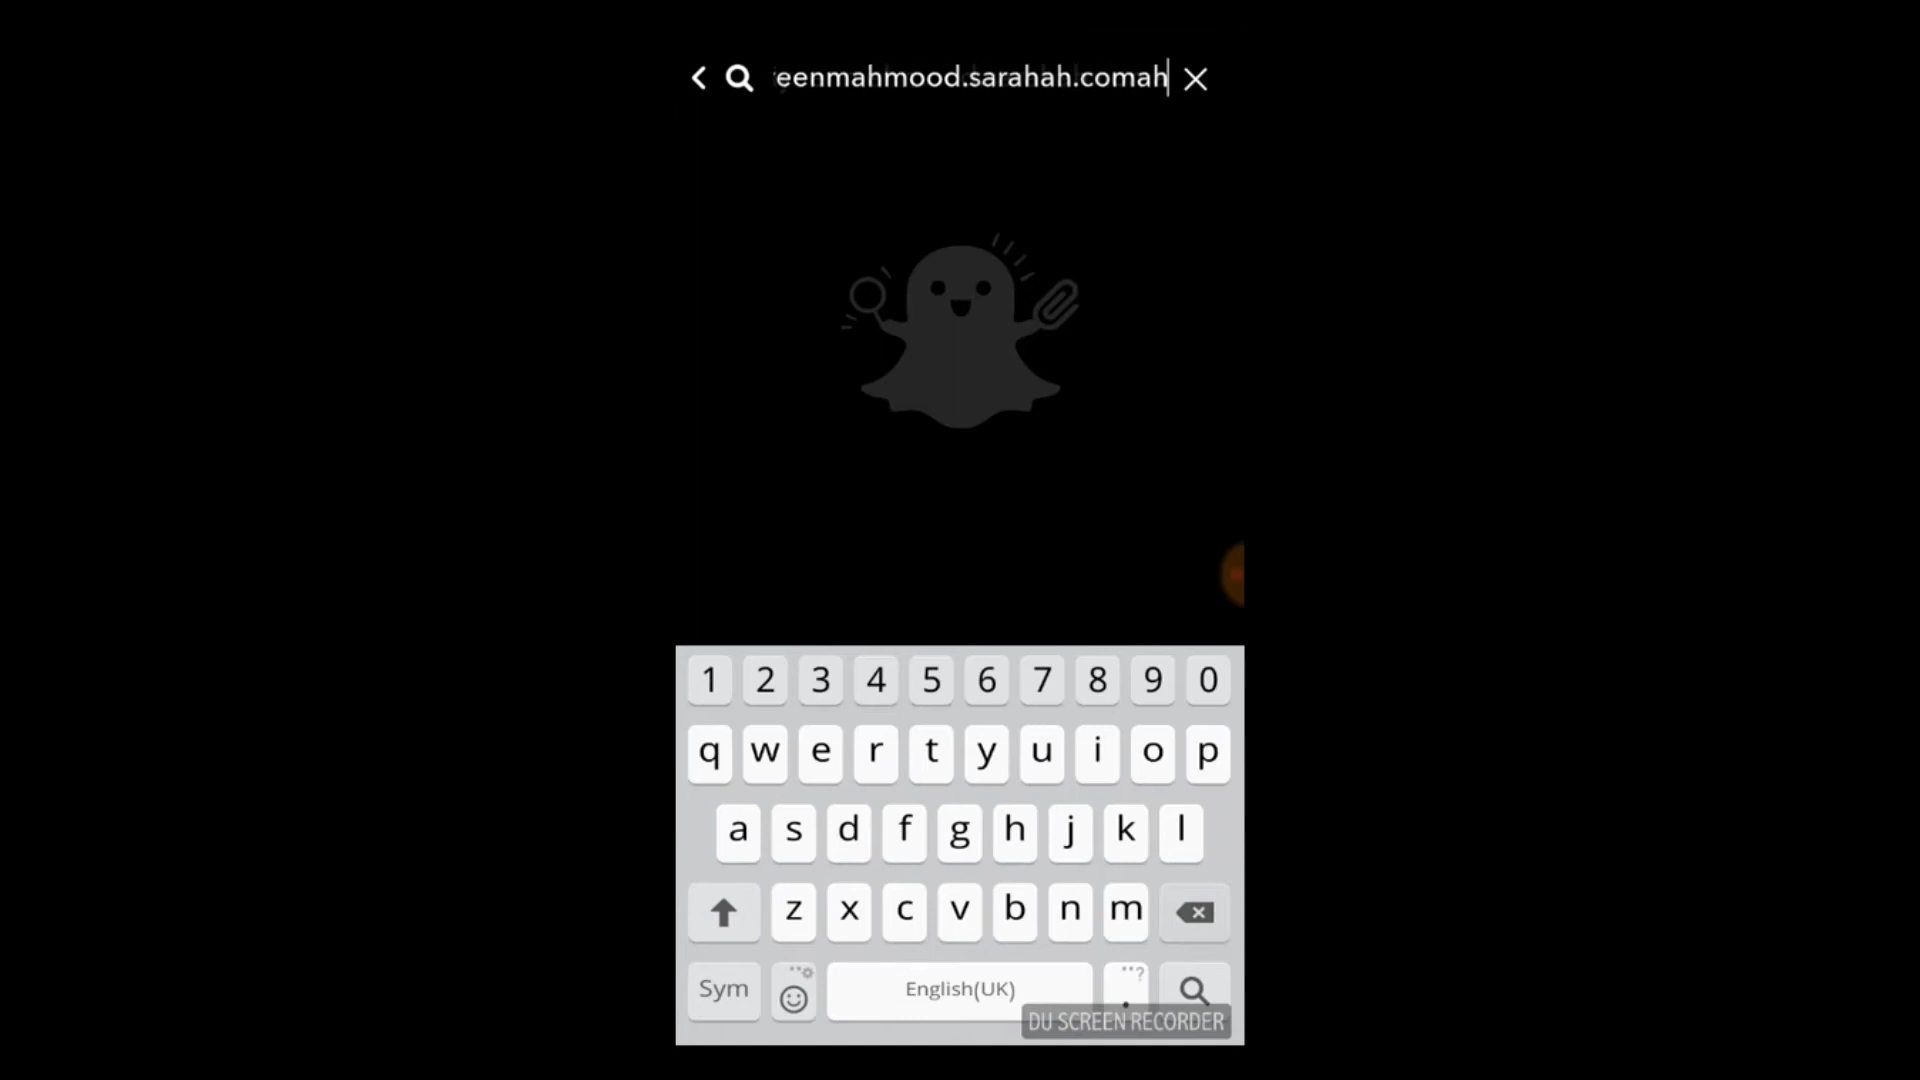 eenmahmood.sarahah.comah
1 2 3 4 5 6 7 8 9 0
q w e r t y u i o p
a s d f g h j k l
z x c v b n m
Sym English(UK) . ?
DU SCREEN RECORDER